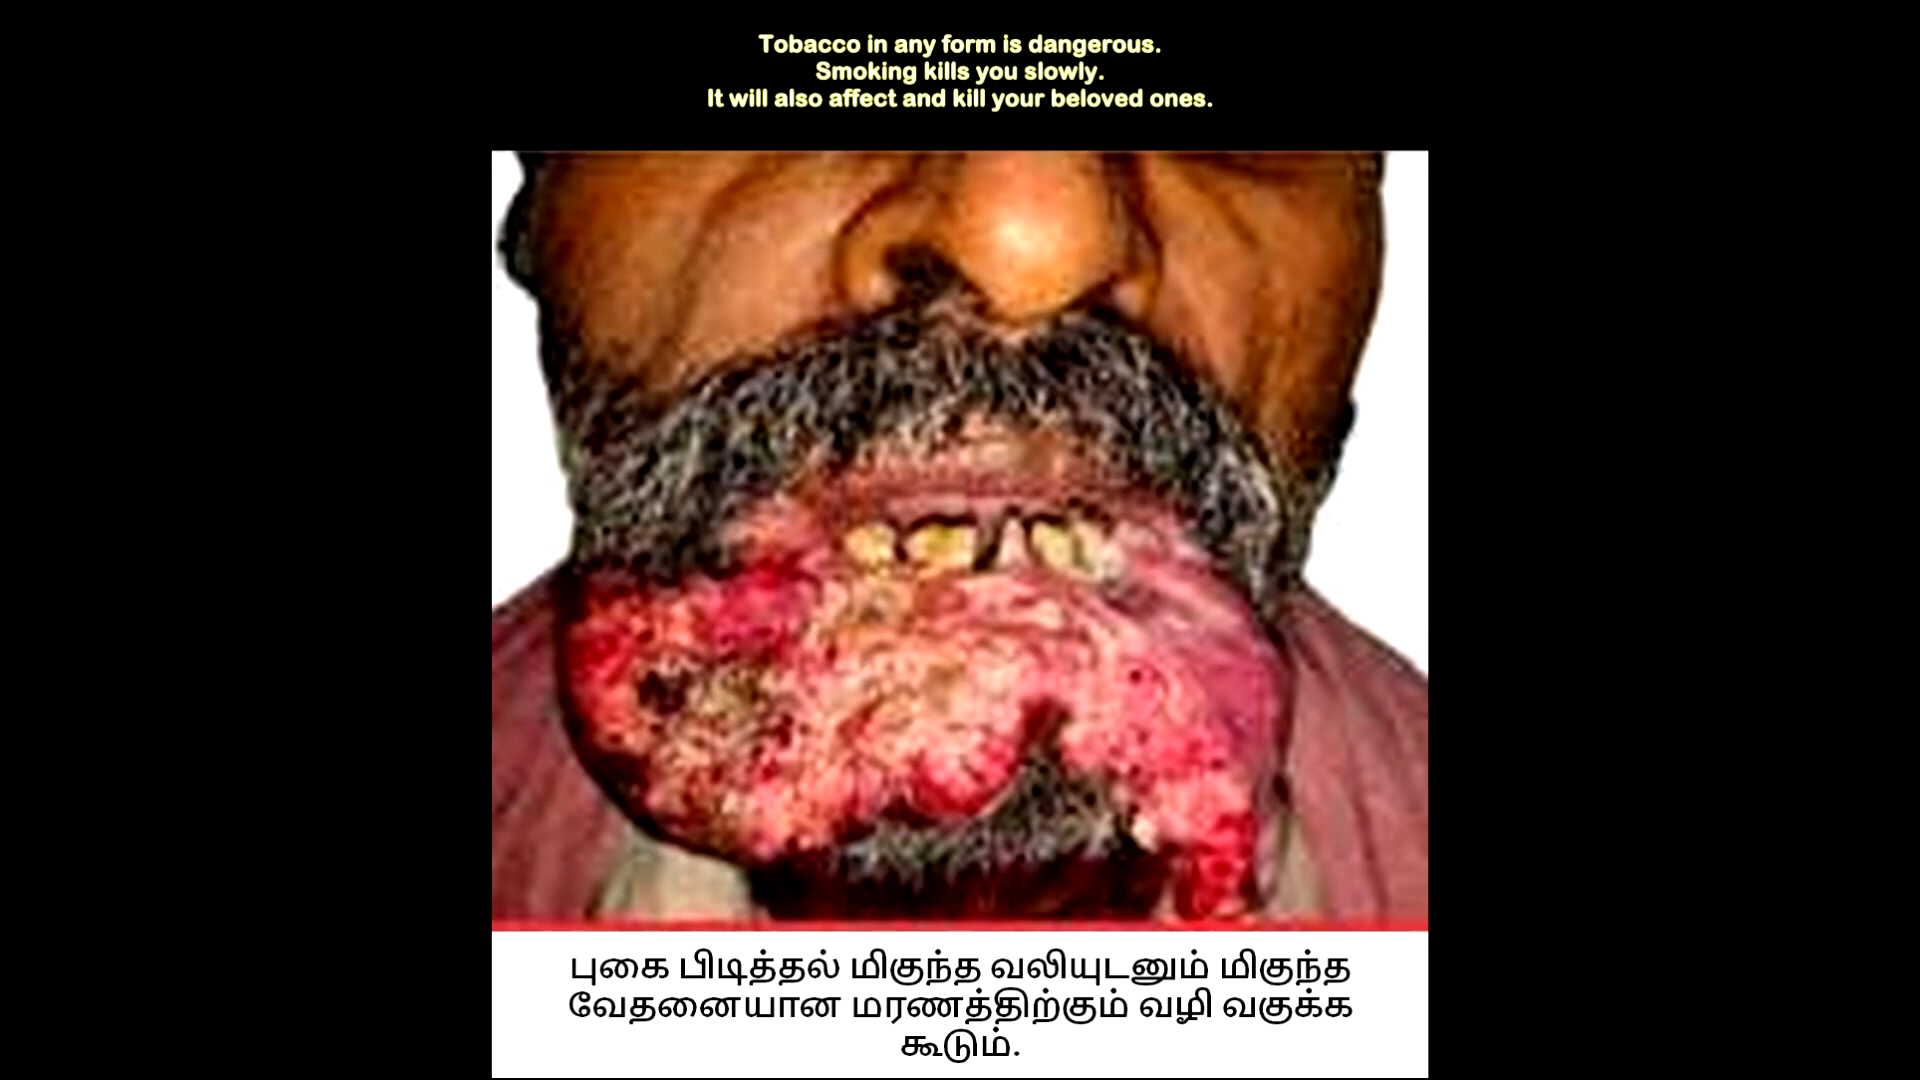 Tobacco in any form is dangerous.
Smoking kills you slowly.
It will also affect and kill your beloved ones.
புகை பிடித்தல் மிகுந்த வலியுடனும் மிகுந்த
வேதனையான மரணத்திற்கும் வழி வகுக்க
கூடும்.